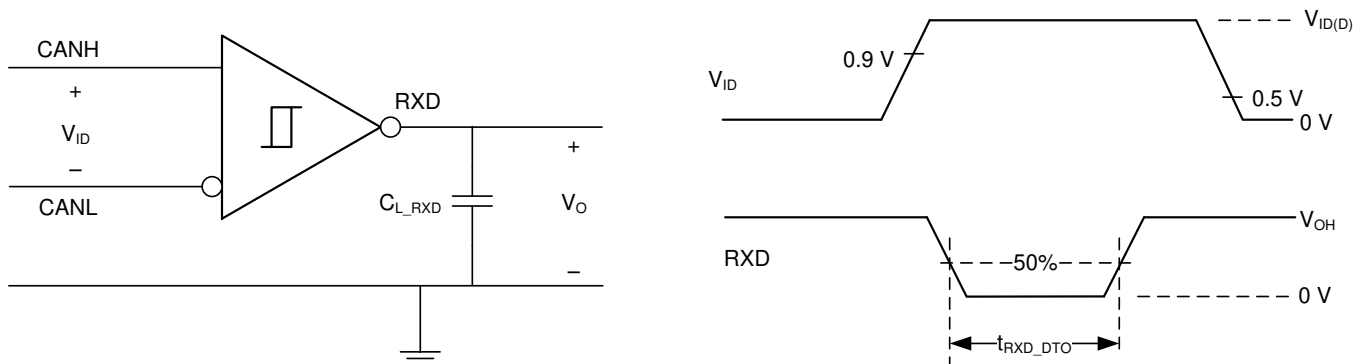 CANH
+
V_ID
–
CANL
RXD
C_L_RXD
+
V_O
–
V_ID
0.9 V
V_ID(D)
0.5 V
0 V
RXD
V_OH
50%
0 V
t_RXD_DTO